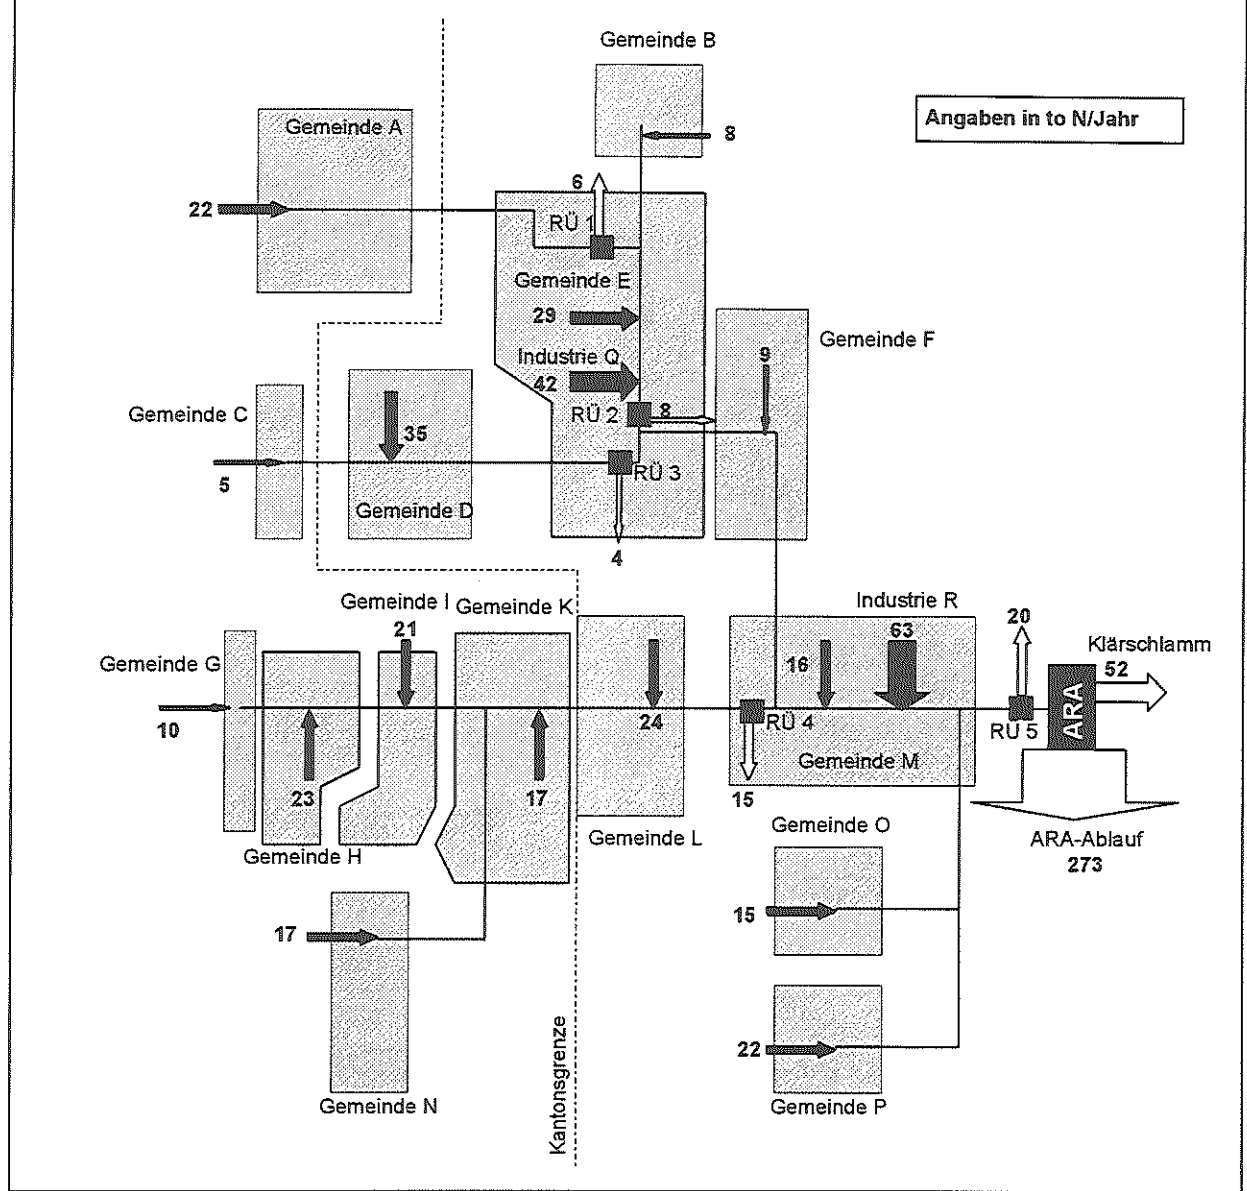 Gemeinde B
Gemeinde A
Angaben in to N/Jahr
8
6
22
RÜ 1
Gemeinde E
29
Industrie Q
42
RÜ 2
8
9
Gemeinde F
Gemeinde C
35
5
RÜ 3
Gemeinde D
4
Gemeinde I
21
Gemeinde K
Industrie R
63
20
Klärschlamm
52
Gemeinde G
16
10
24
RÜ 4
RÜ 5
ARA
23
17
15
Gemeinde M
Gemeinde H
Gemeinde L
Gemeinde O
ARA-Ablauf
273
15
17
Kantonsgrenze
22
Gemeinde N
Gemeinde P